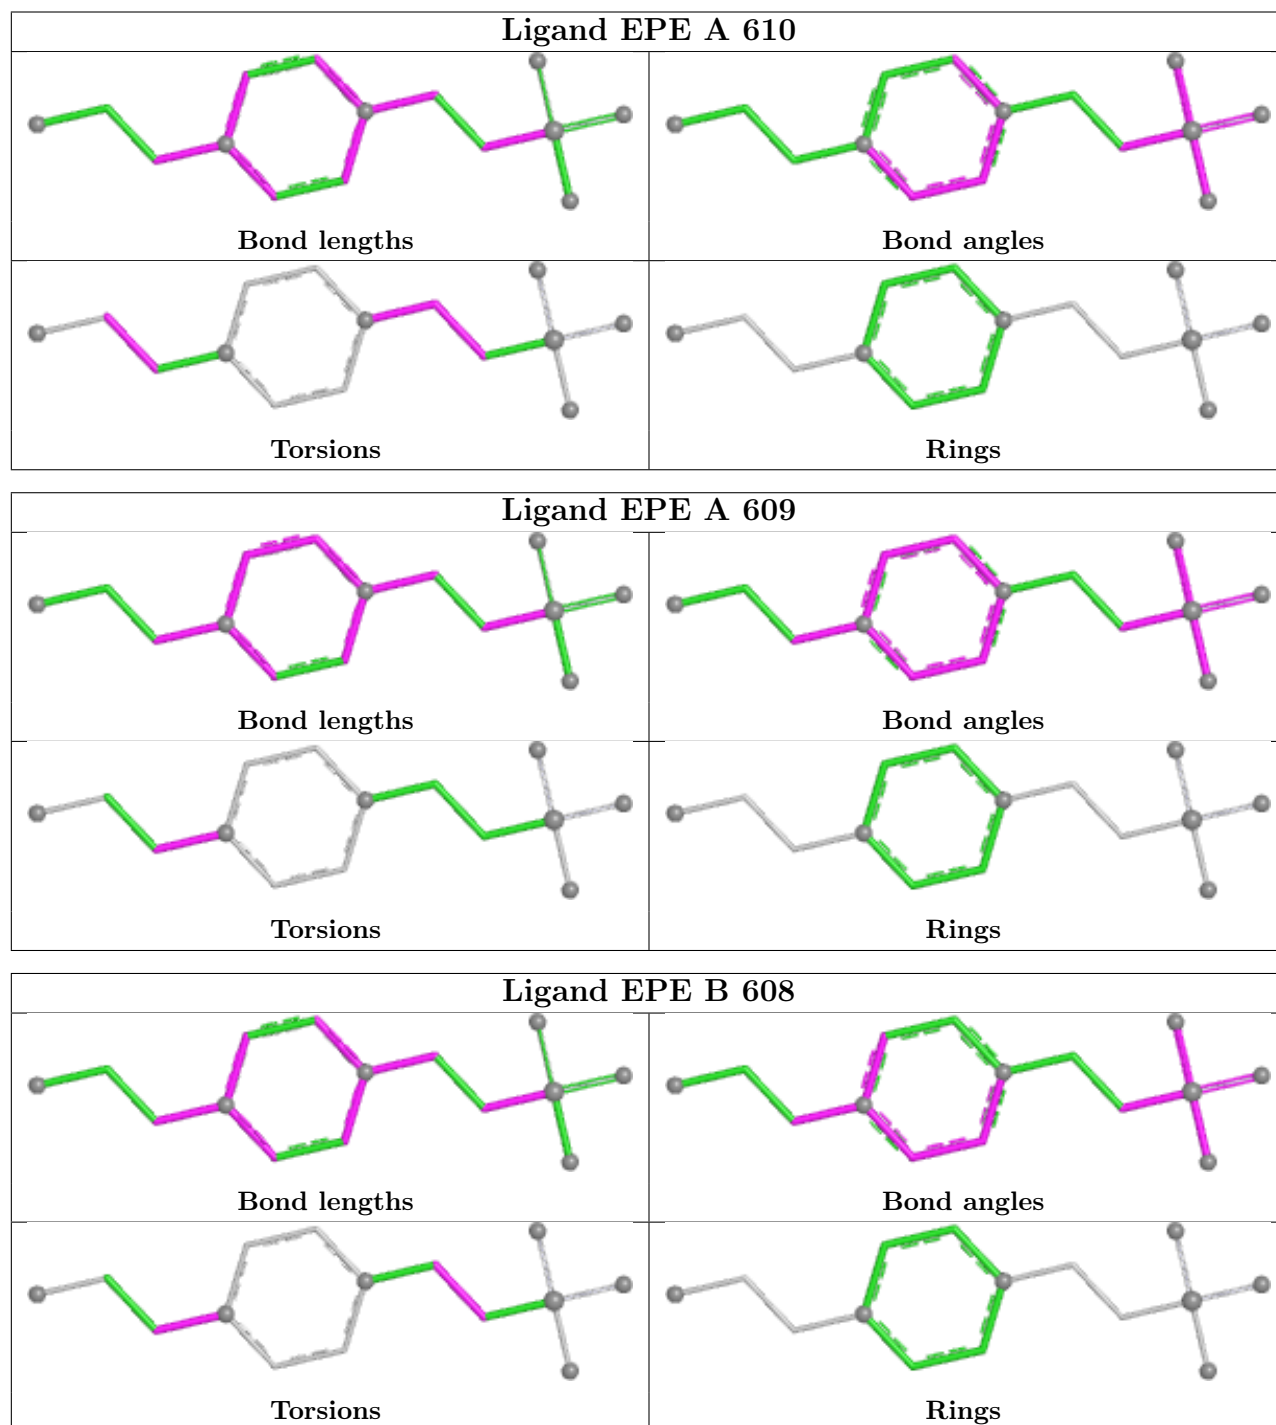 Ligand EPE A 610
Bond lengths
Bond angles
Torsions
Rings
Ligand EPE A 609
Bond lengths
Bond angles
Torsions
Rings
Ligand EPE B 608
Bond lengths
Bond angles
Torsions
Rings